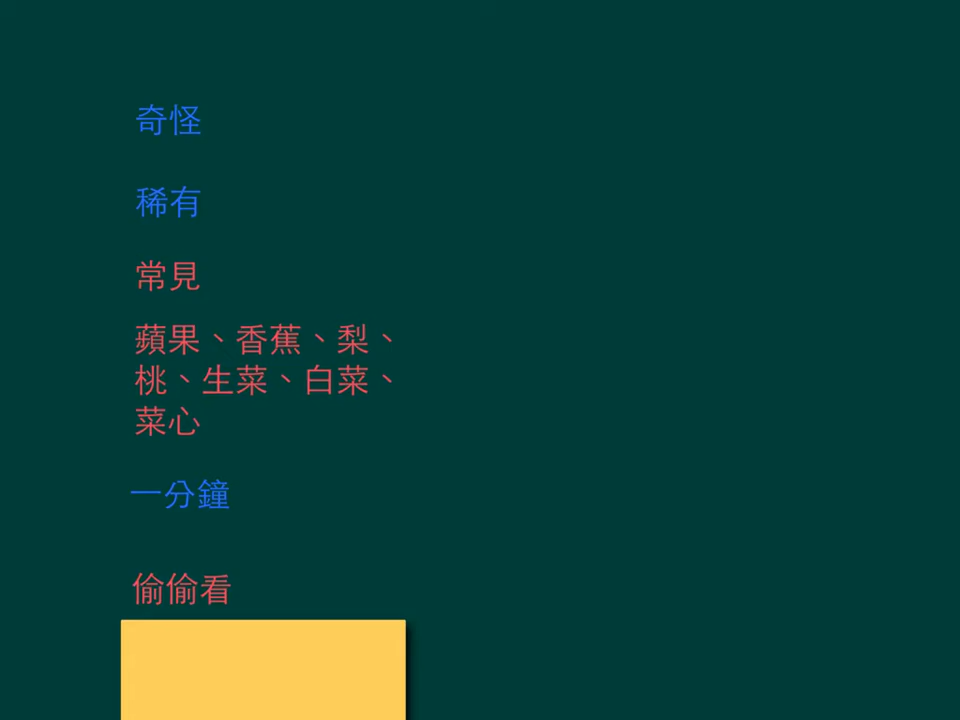 奇怪
稀有
常見
蘋果、香蕉、梨、
桃、生菜、白菜、
菜心
一分鐘
偷偷看